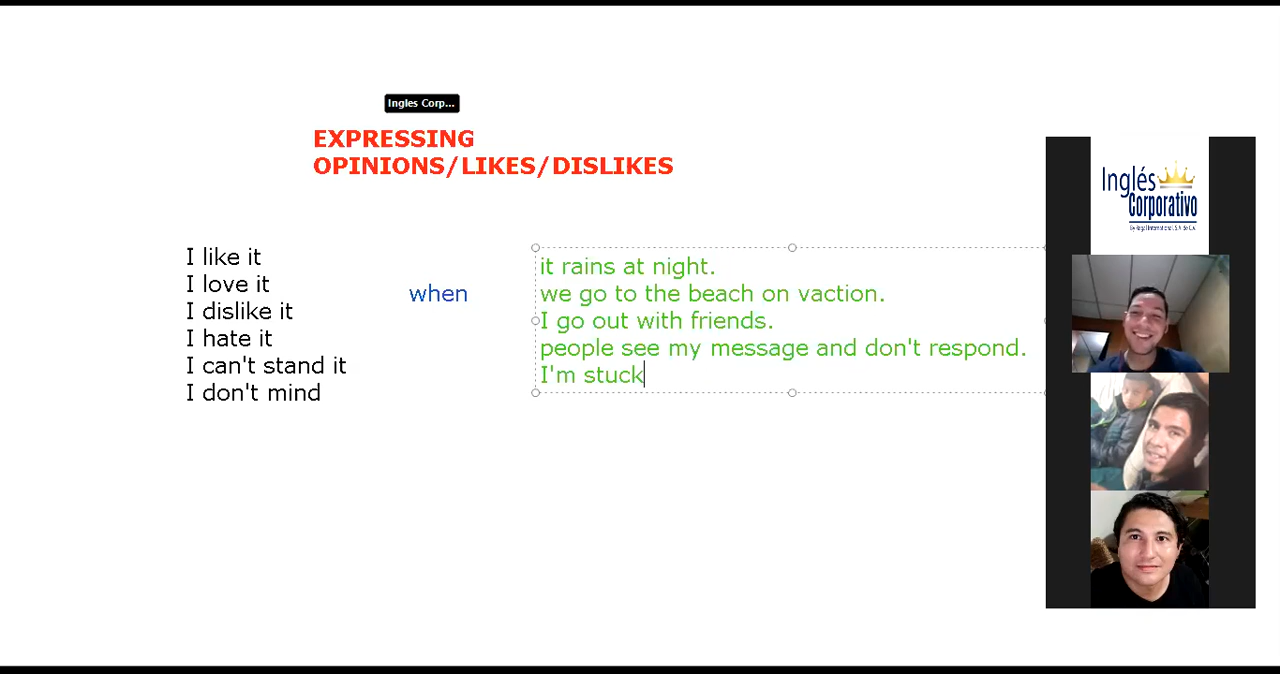 Ingles Corp...
EXPRESSING
OPINIONS/LIKES/DISLIKES
I like it
I love it
I dislike it
I hate it
I can't stand it
I don't mind
when
it rains at night.
we go to the beach on vaction.
I go out with friends.
people see my message and don't respond.
I'm stuck
Inglés
Corporativo